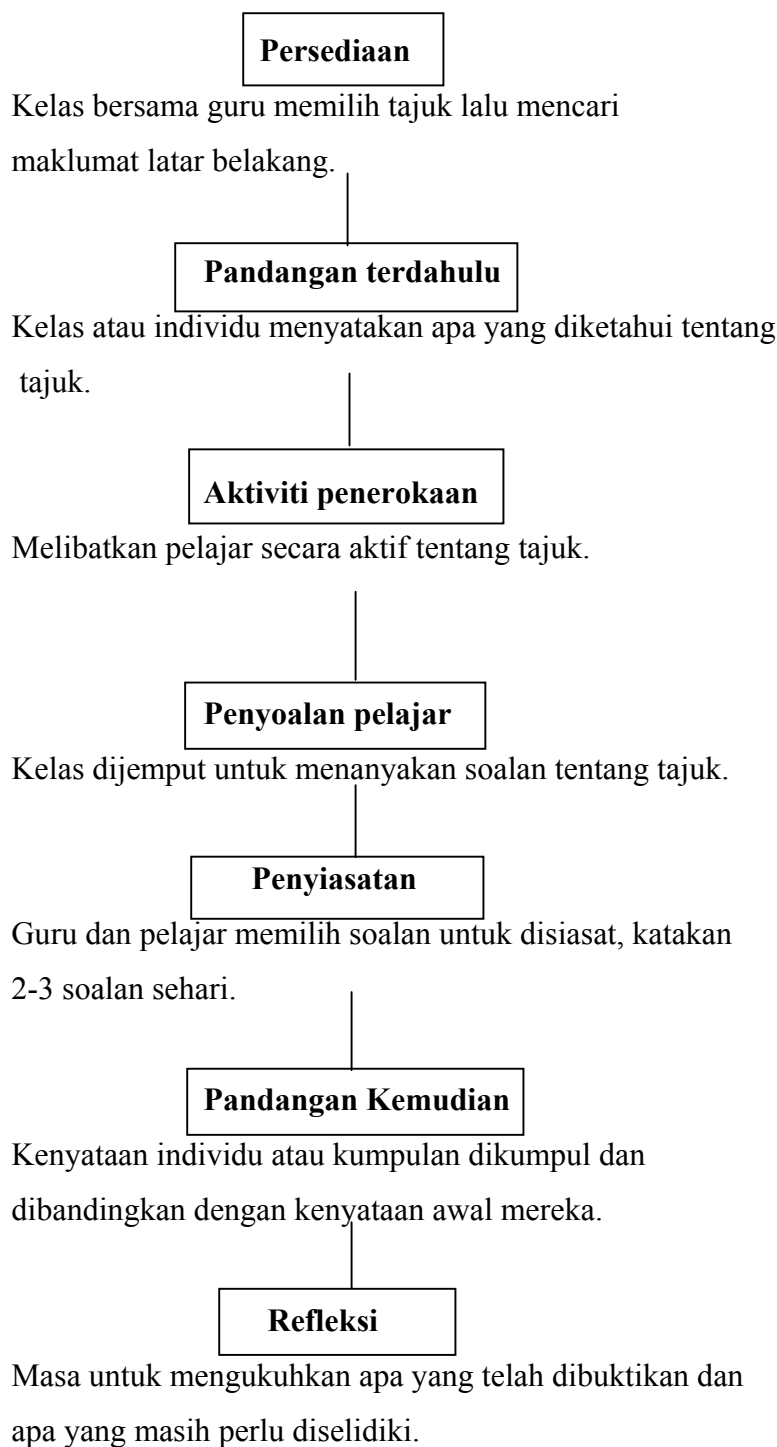 Persediaan
Kelas bersama guru memilih tajuk lalu mencari
maklumat latar belakang.
Pandangan terdahulu
Kelas atau individu menyatakan apa yang diketahui tentang
tajuk.
Aktiviti penerokaan
Melibatkan pelajar secara aktif tentang tajuk.
Penyoalan pelajar
Kelas dijemput untuk menanyakan soalan tentang tajuk.
Penyiasatan
Guru dan pelajar memilih soalan untuk disiasat, katakan
2-3 soalan sehari.
Pandangan Kemudian
Kenyataan individu atau kumpulan dikumpul dan
dibandingkan dengan kenyataan awal mereka.
Refleksi
Masa untuk mengukuhkan apa yang telah dibuktikan dan
apa yang masih perlu diselidiki.